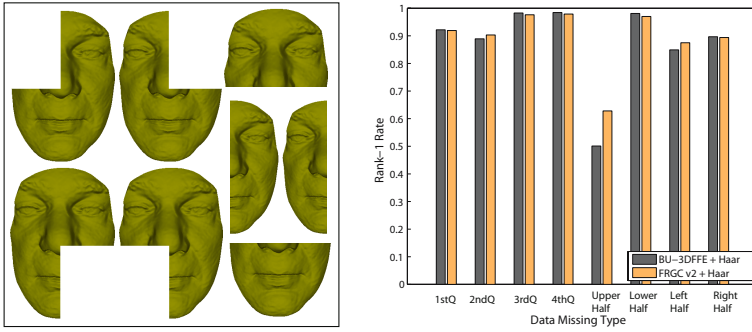 1
0.9
0.8
0.7
0.6
0.5
0.4
0.3
0.2
0.1
0
Rank−1 Rate
BU−3DFFE + Haar
FRGC v2 + Haar
1stQ 2ndQ 3rdQ 4thQ Upper Half Lower Half Left Half Right Half
Data Missing Type